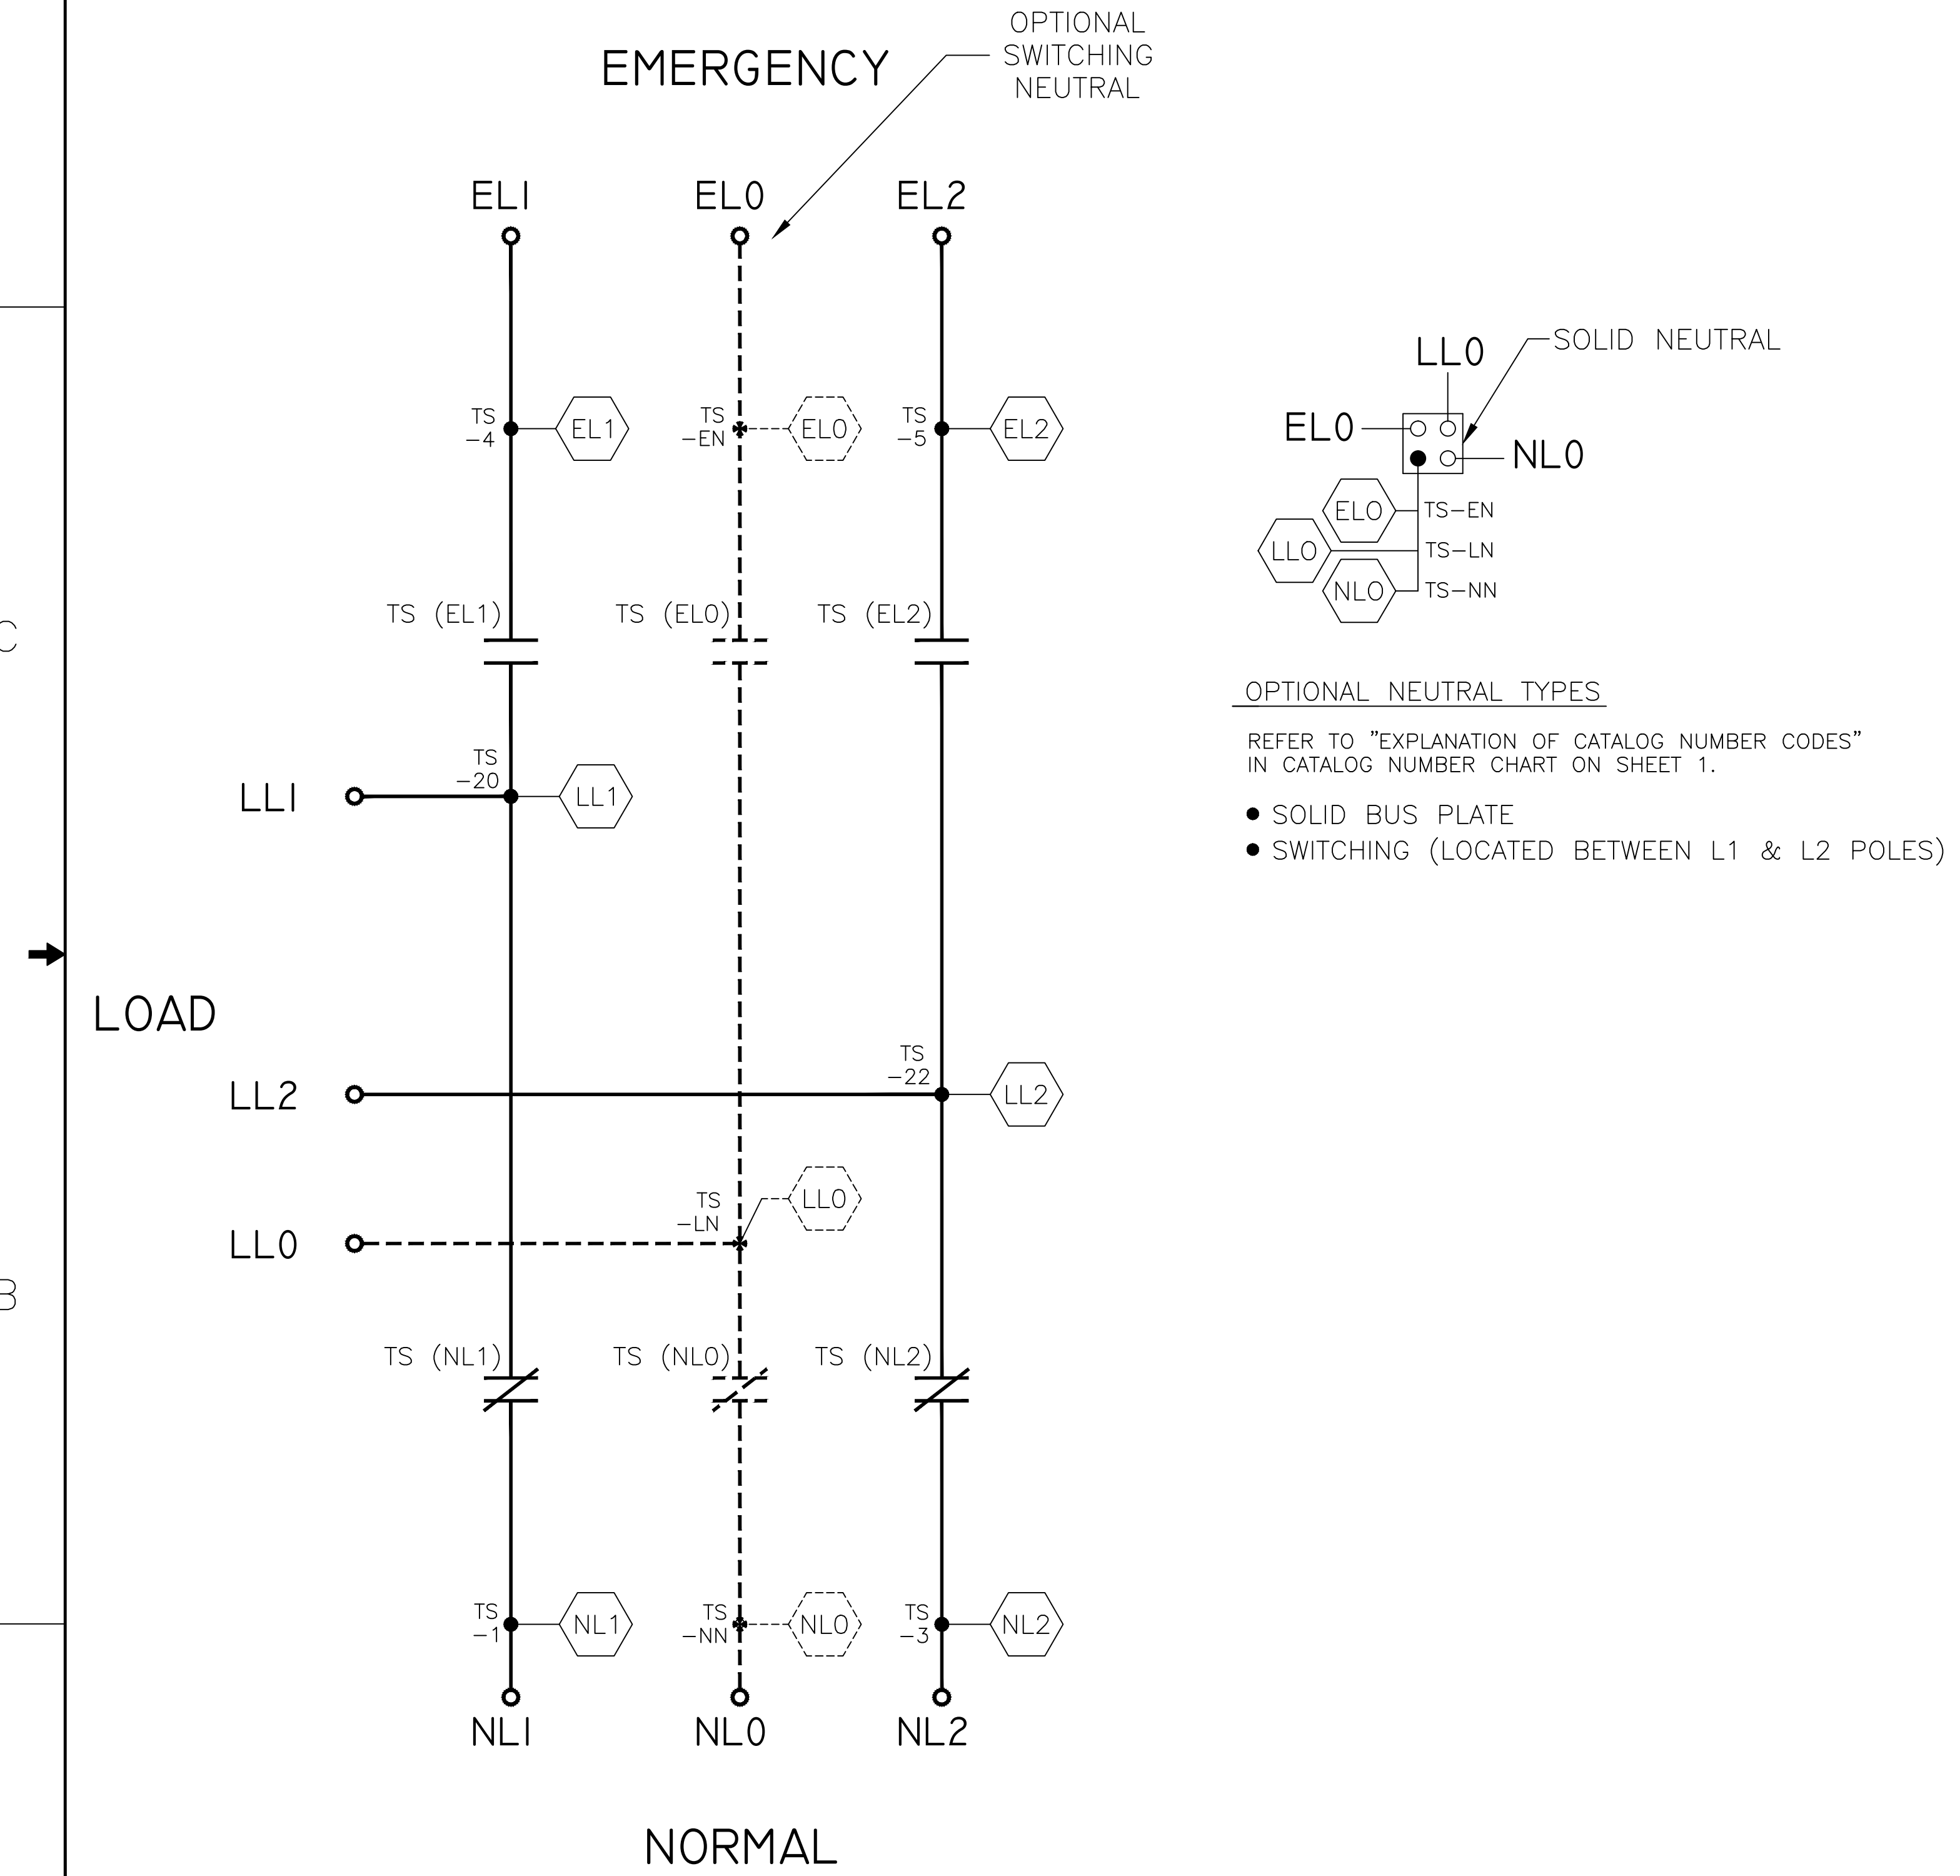 EMERGENCY
OPTIONAL
SWITCHING
NEUTRAL
EL1
EL0
EL2
TS
-4
EL1
TS
-EN
EL0
TS
-5
EL2
TS (EL1)
TS (EL0)
TS (EL2)
LL1
TS
-20
LL1
LOAD
LL2
TS
-22
LL2
LL0
TS
-LN
LL0
TS (NL1)
TS (NL0)
TS (NL2)
TS
-1
NL1
TS
-NN
NL0
TS
-3
NL2
NL1
NL0
NL2
NORMAL
LL0
SOLID NEUTRAL
EL0
NL0
EL0
TS-EN
LL0
TS-LN
NL0
TS-NN
OPTIONAL NEUTRAL TYPES
REFER TO "EXPLANATION OF CATALOG NUMBER CODES"
IN CATALOG NUMBER CHART ON SHEET 1.
● SOLID BUS PLATE
● SWITCHING (LOCATED BETWEEN L1 & L2 POLES)
C
B